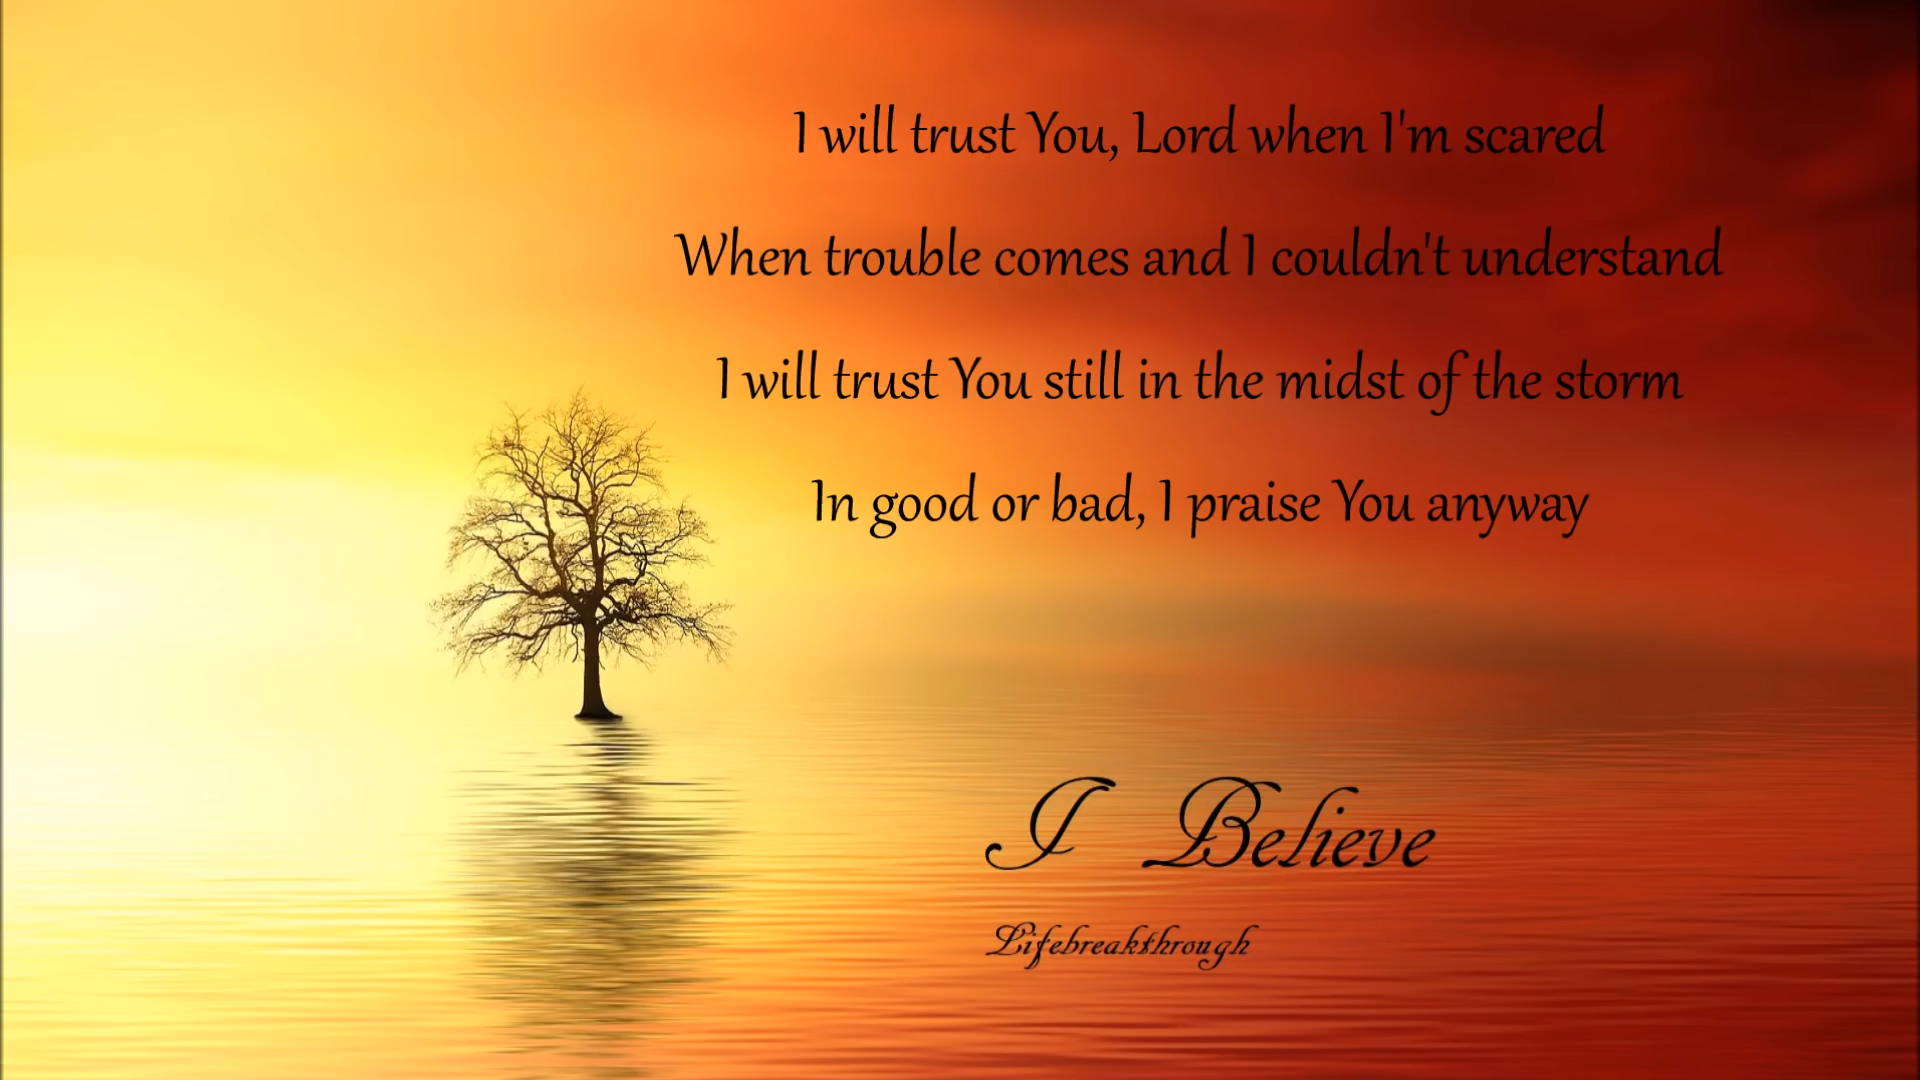 I will trust You, Lord when I'm scared
When trouble comes and I couldn't understand
I will trust You still in the midst of the storm
In good or bad, I praise You anyway
I Believe
Lifebreakthrough